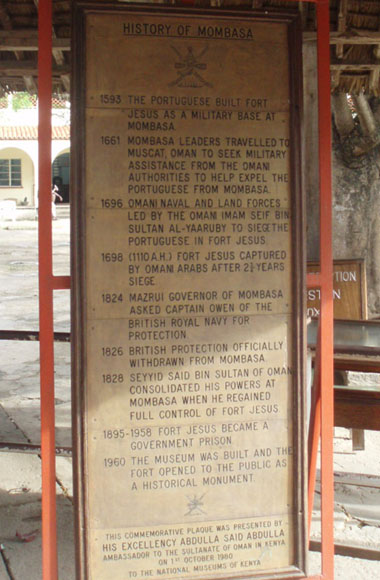 HISTORY OF MOMBASA
1593 THE PORTUGUESE BUILT FORT
JESUS AS A MILITARY BASE AT
MOMBASA.
1661 MOMBASA LEADERS TRAVELLED TO
MUSCAT, OMAN TO SEEK MILITARY
ASSISTANCE FROM THE OMANI
AUTHORITIES TO HELP EXPEL THE
PORTUGUESE FROM MOMBASA.
1696 OMANI NAVAL AND LAND FORCES
LED BY THE OMANI IMAM SEIF BIN
SULTAN AL-YAARUBY TO SIEGE THE
PORTUGUESE IN FORT JESUS.
1698 (1110 A.H.) FORT JESUS CAPTURED
BY OMANI ARABS AFTER 2½ YEARS
SIEGE
1824 MAZRUI GOVERNOR OF MOMBASA
ASKED CAPTAIN OWEN OF THE
BRITISH ROYAL NAVY FOR
PROTECTION.
1826 BRITISH PROTECTION OFFICIALLY
WITHDRAWN FROM MOMBASA.
1828 SEYYID SAID BIN SULTAN OF OMAN
CONSOLIDATED HIS POWERS AT
MOMBASA WHEN HE REGAINED
FULL CONTROL OF FORT JESUS
1895-1958 FORT JESUS BECAME A
GOVERNMENT PRISON.
1960 THE MUSEUM WAS BUILT AND THE
FORT OPENED TO THE PUBLIC AS
A HISTORICAL MONUMENT.
THIS COMMEMORATIVE PLAQUE WAS PRESENTED BY
HIS EXCELLENCY ABDULLA SAID ABDULLA
AMBASSADOR TO THE SULTANATE OF OMAN IN KENYA
ON 1ST OCTOBER 1980
TO THE NATIONAL MUSEUMS OF KENYA